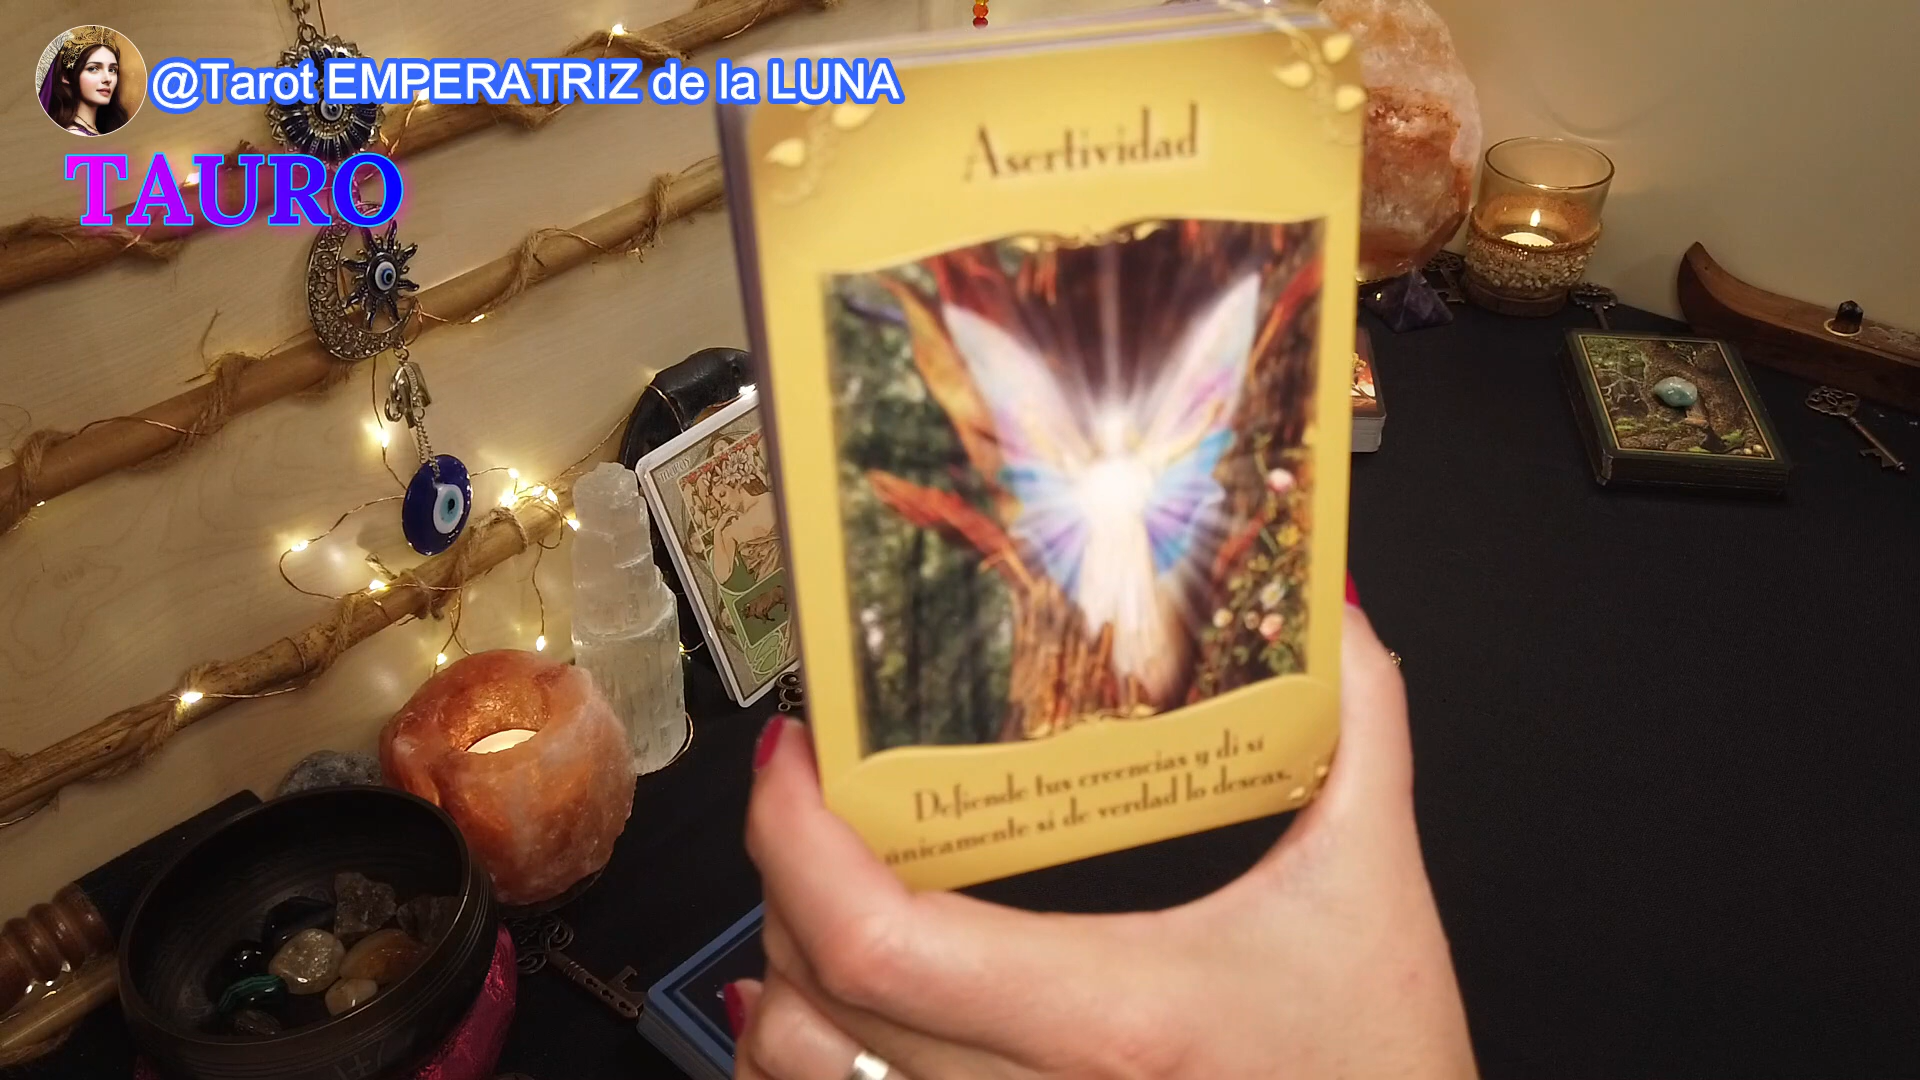 @Tarot EMPERATRIZ de la LUNA
TAURO
Asertividad
Defiende tus creencias y di sí
únicamente si de verdad lo deseas.